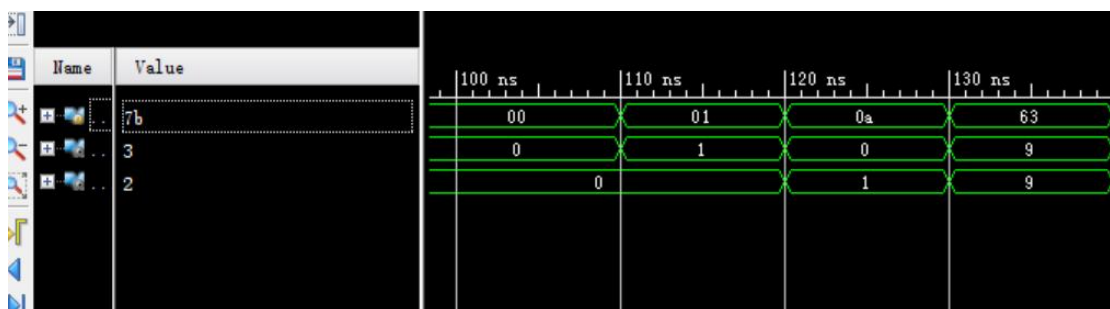 Name Value
100 ns 110 ns 120 ns 130 ns
.. 7b 00 01 0a 63
.. 3 0 1 0 9
.. 2 0 1 9